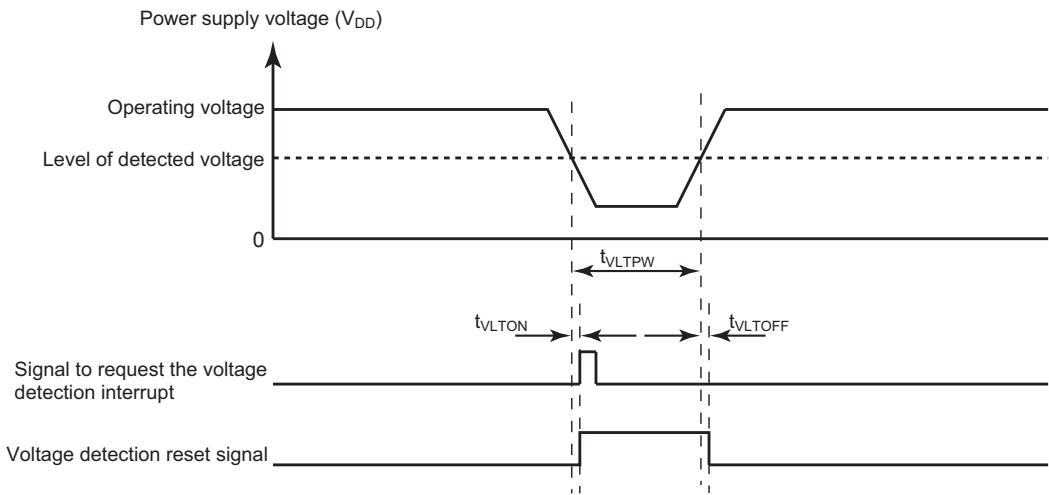 Power supply voltage (VDD)
Operating voltage
Level of detected voltage
0
tVLTPW
tVLTON
tVLTOFF
Signal to request the voltage
detection interrupt
Voltage detection reset signal